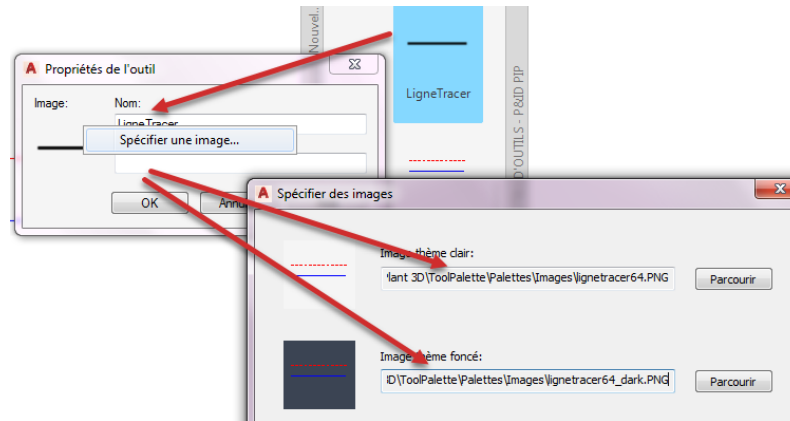 Nouvel...
LigneTracer
D'OUTILS - P&ID PIP
Propriétés de l'outil
Image:
Nom:
LigneTracer
Spécifier une image...
OK
Spécifier des images
Image thème clair:
lant 3D\ToolPalette\Palettes\Images\lignetracer64.PNG
Parcourir
Image thème foncé:
D\ToolPalette\Palettes\Images\lignetracer64_dark.PNG
Parcourir